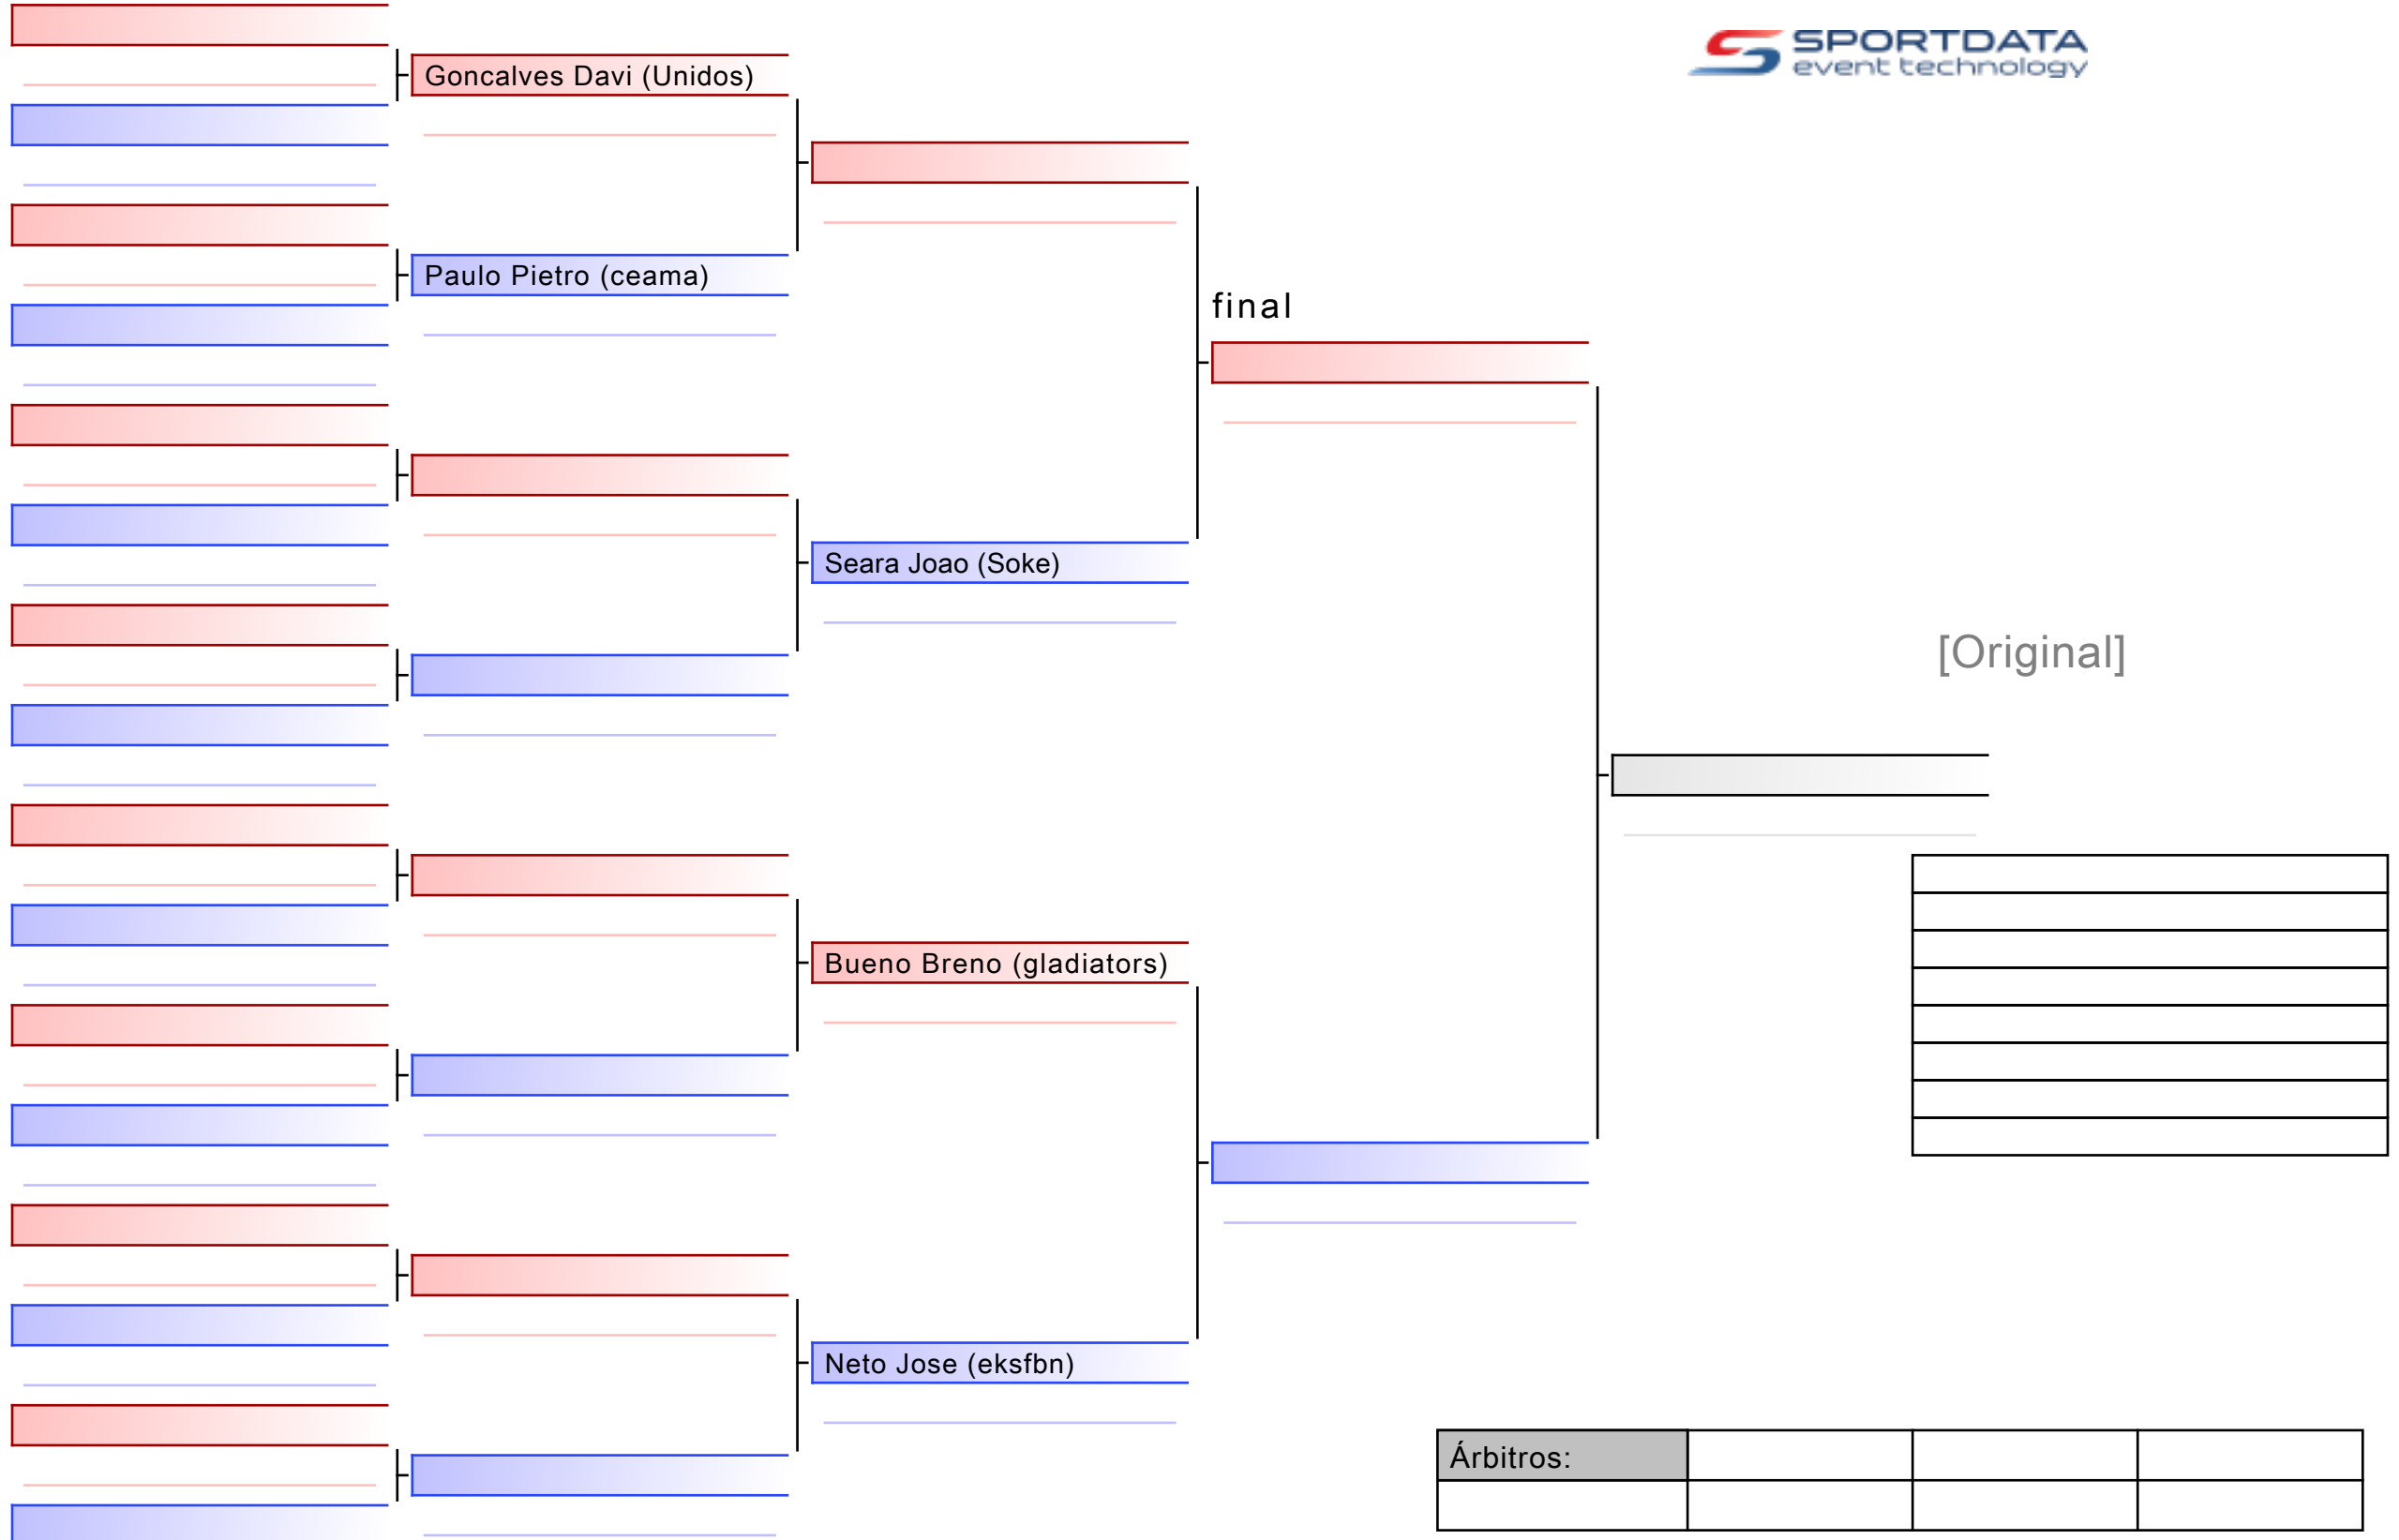 SPORTDATA
event technology
Goncalves Davi (Unidos)
Paulo Pietro (ceama)
final
Seara Joao (Soke)
[Original]
Bueno Breno (gladiators)
Neto Jose (eksfbn)
Árbitros: